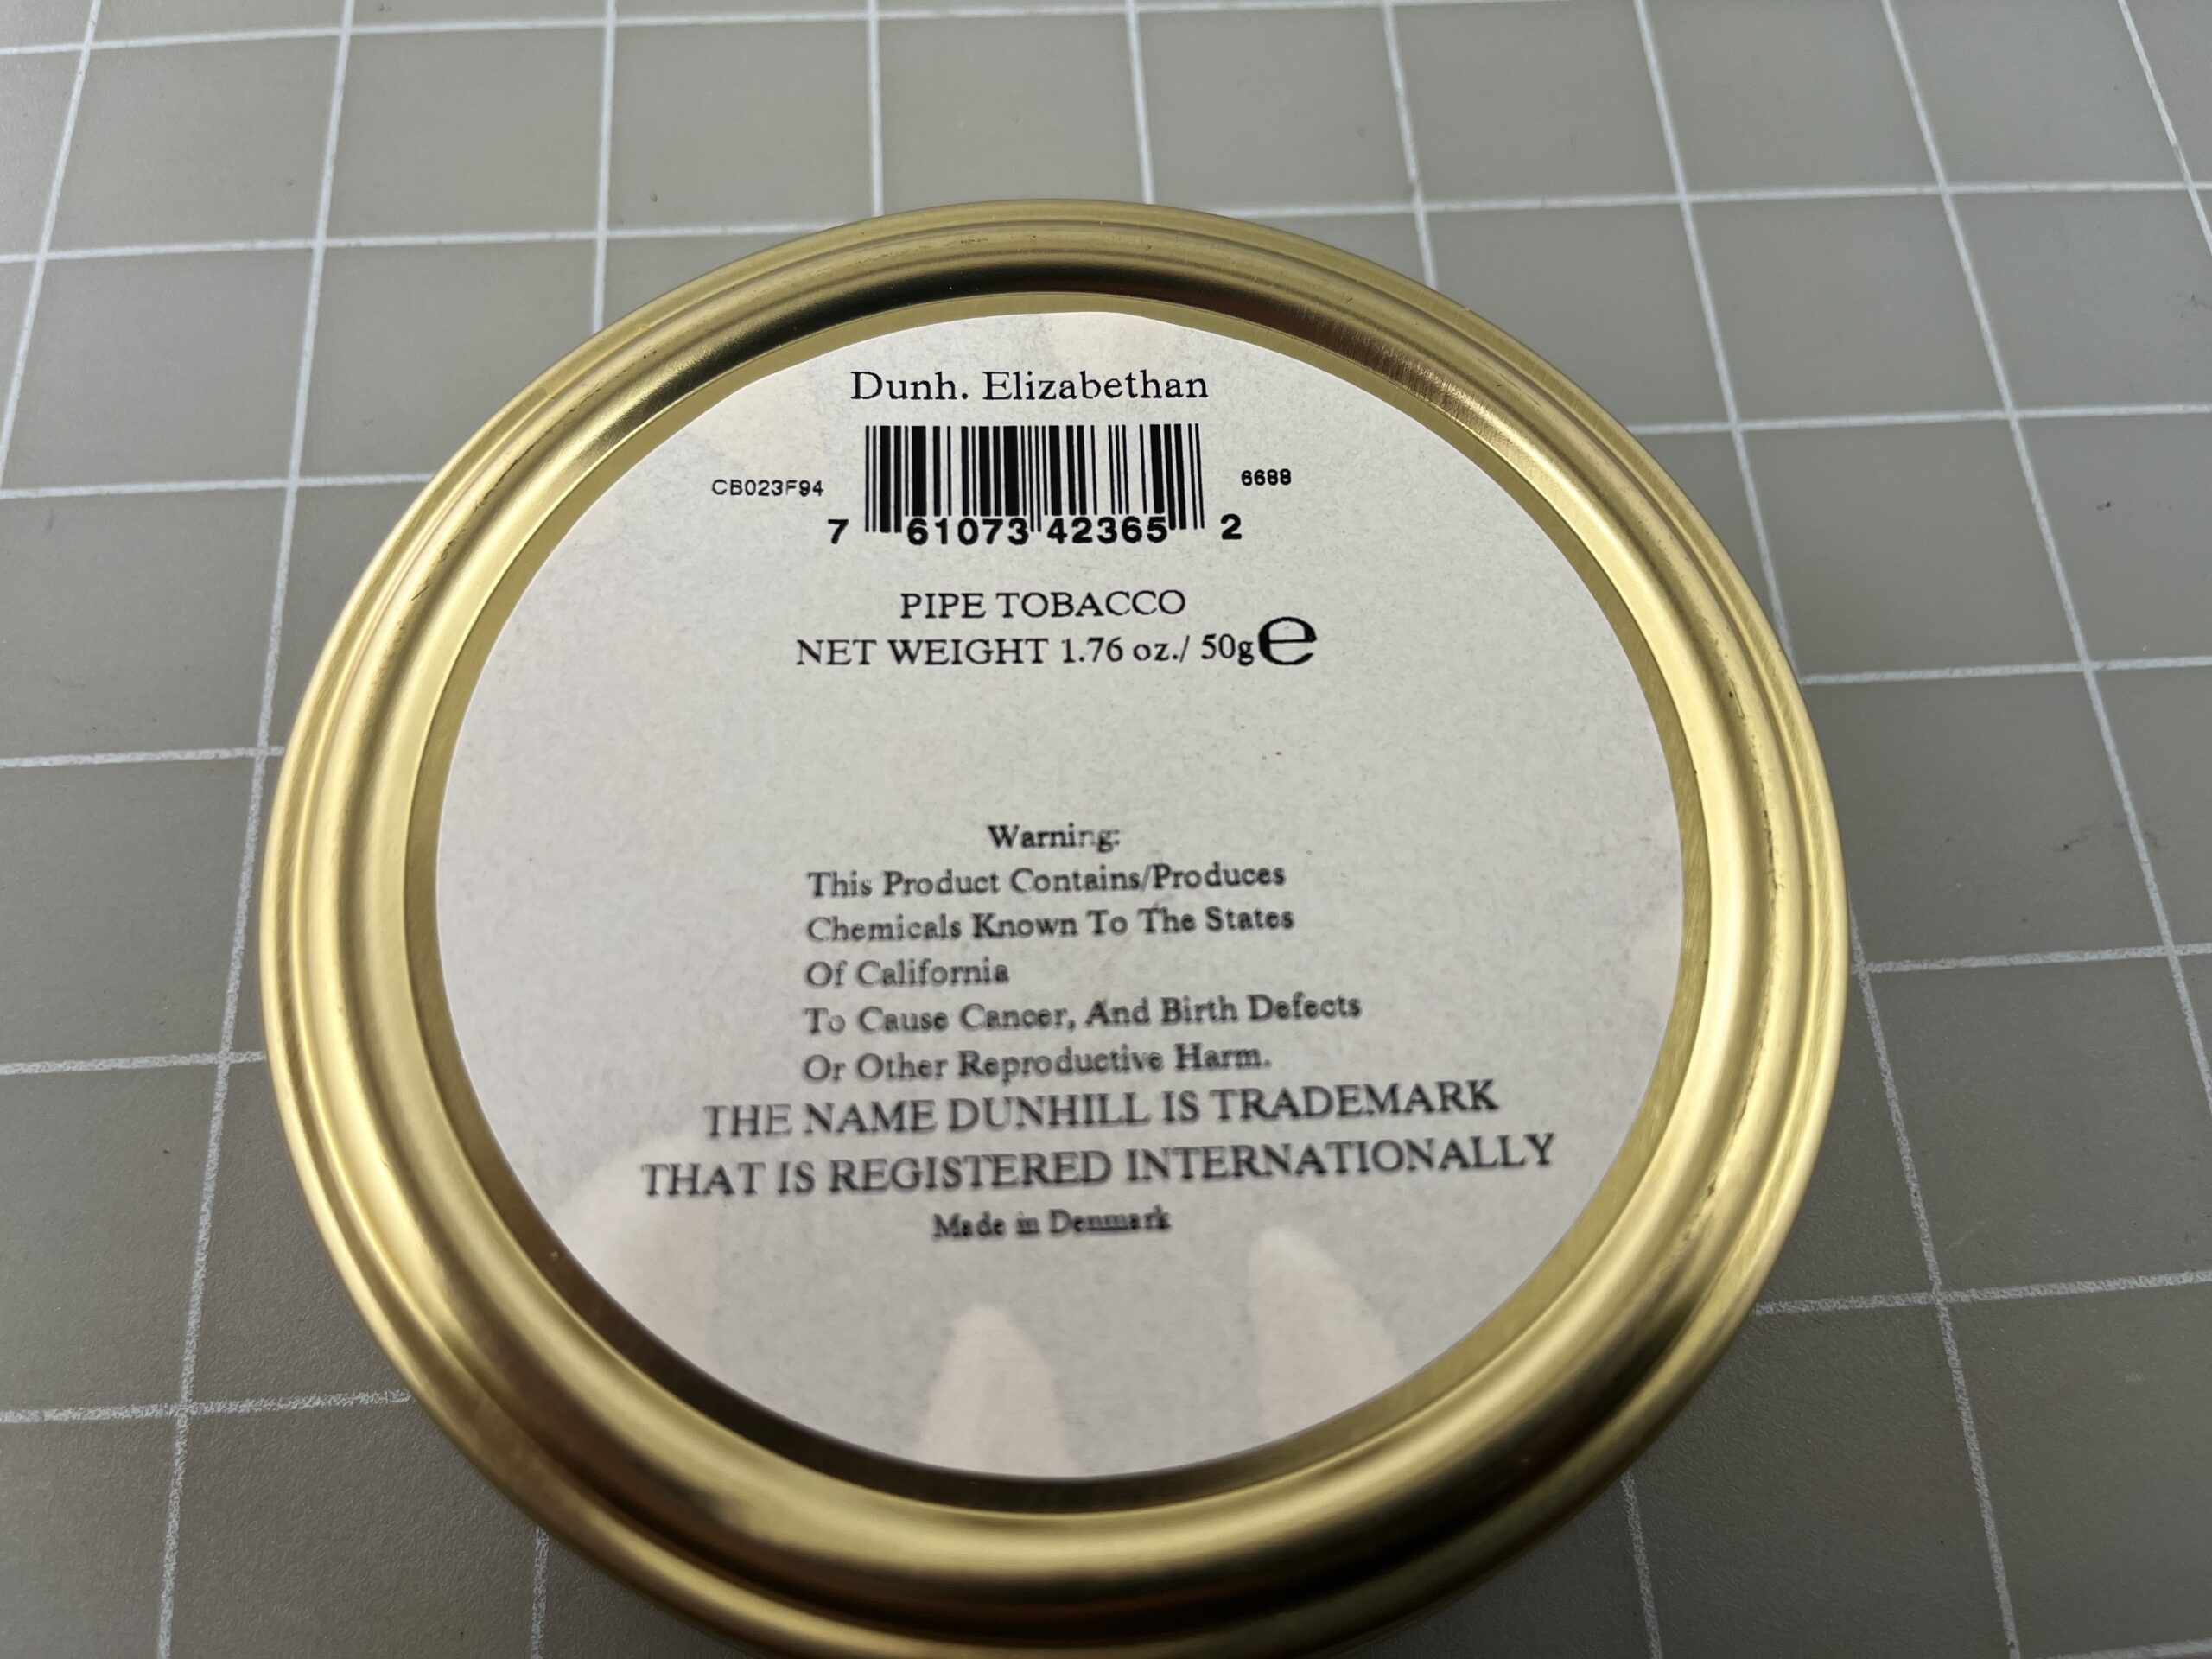 Dunh. Elizabethan
CB023F94
6688
7 61073 42365 2
PIPE TOBACCO
NET WEIGHT 1.76 oz./ 50g e
Warning:
This Product Contains/Produces
Chemicals Known To The States
Of California
To Cause Cancer, And Birth Defects
Or Other Reproductive Harm.
THE NAME DUNHILL IS TRADEMARK
THAT IS REGISTERED INTERNATIONALLY
Made in Denmark